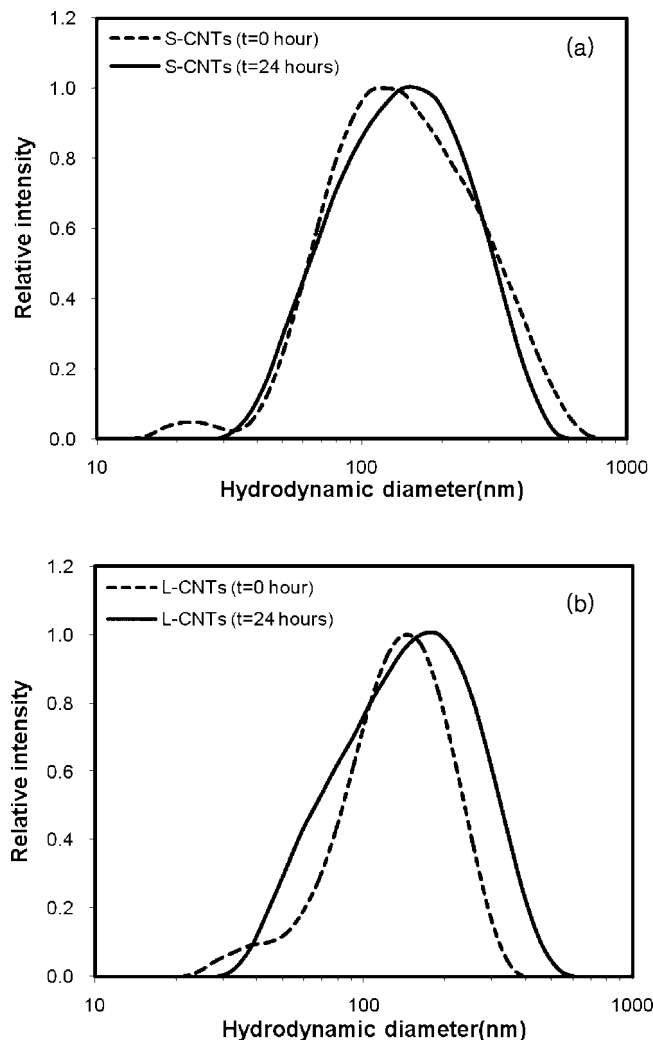 1.2
S-CNTs (t=0 hour)
S-CNTs (t=24 hours)
(a)
1.0
0.8
0.6
0.4
0.2
0.0
Relative intensity
10
100
1000
Hydrodynamic diameter(nm)
1.2
L-CNTs (t=0 hour)
L-CNTs (t=24 hours)
(b)
1.0
0.8
0.6
0.4
0.2
0.0
Relative intensity
10
100
1000
Hydrodynamic diameter(nm)